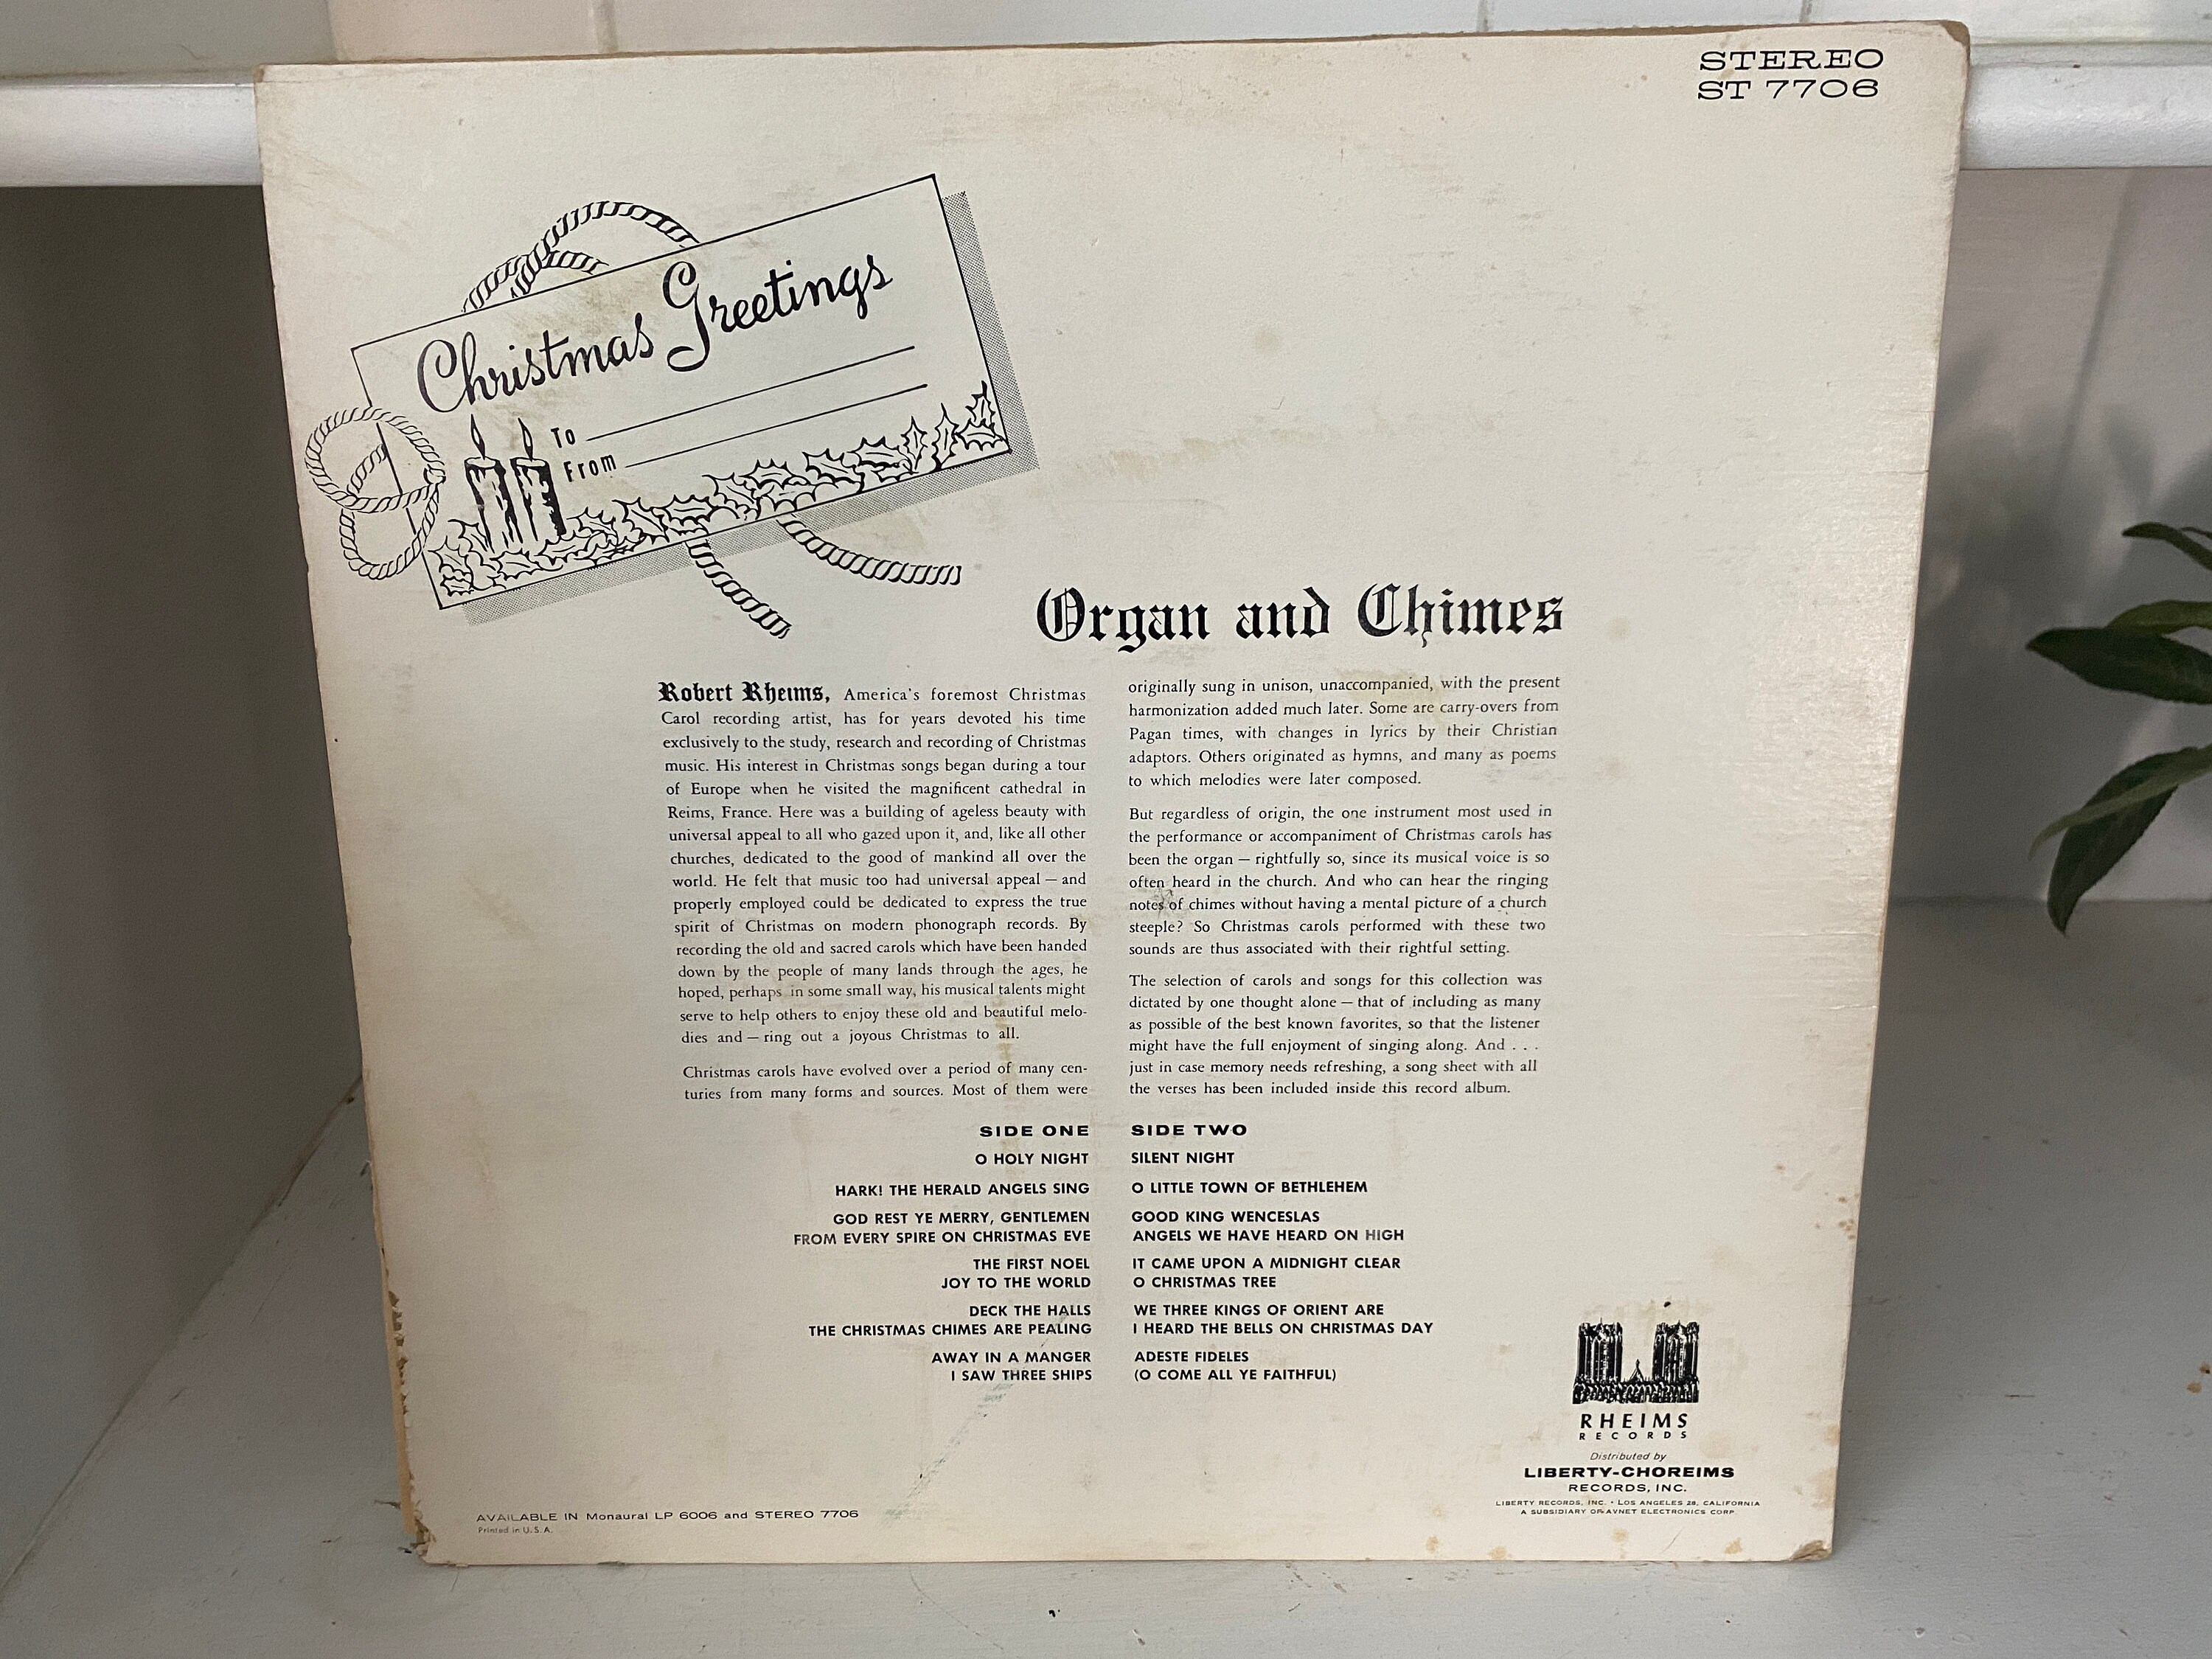 STEREO
ST 7706
Christmas Greetings
To
From
Organ and Chimes
Robert Rheims, America's foremost Christmas
Carol recording artist, has for years devoted his time
exclusively to the study, research and recording of Christmas
music. His interest in Christmas songs began during a tour
of Europe when he visited the magnificent cathedral in
Reims, France. Here was a building of ageless beauty with
universal appeal to all who gazed upon it, and, like all other
churches, dedicated to the good of mankind all over the
world. He felt that music too had universal appeal — and
properly employed could be dedicated to express the true
spirit of Christmas on modern phonograph records. By
recording the old and sacred carols which have been handed
down by the people of many lands through the ages, he
hoped, perhaps in some small way, his musical talents might
serve to help others to enjoy these old and beautiful melo-
dies and — ring out a joyous Christmas to all.
Christmas carols have evolved over a period of many cen-
turies from many forms and sources. Most of them were
originally sung in unison, unaccompanied, with the present
harmonization added much later. Some are carry-overs from
Pagan times, with changes in lyrics by their Christian
adaptors. Others originated as hymns, and many as poems
to which melodies were later composed.
But regardless of origin, the one instrument most used in
the performance or accompaniment of Christmas carols has
been the organ — rightfully so, since its musical voice is so
often heard in the church. And who can hear the ringing
notes of chimes without having a mental picture of a church
steeple? So Christmas carols performed with these two
sounds are thus associated with their rightful setting.
The selection of carols and songs for this collection was
dictated by one thought alone — that of including as many
as possible of the best known favorites, so that the listener
might have the full enjoyment of singing along. And . . .
just in case memory needs refreshing, a song sheet with all
the verses has been included inside this record album.
SIDE ONE
O HOLY NIGHT
HARK! THE HERALD ANGELS SING
GOD REST YE MERRY, GENTLEMEN
FROM EVERY SPIRE ON CHRISTMAS EVE
THE FIRST NOEL
JOY TO THE WORLD
DECK THE HALLS
THE CHRISTMAS CHIMES ARE PEALING
AWAY IN A MANGER
I SAW THREE SHIPS
SIDE TWO
SILENT NIGHT
O LITTLE TOWN OF BETHLEHEM
GOOD KING WENCESLAS
ANGELS WE HAVE HEARD ON HIGH
IT CAME UPON A MIDNIGHT CLEAR
O CHRISTMAS TREE
WE THREE KINGS OF ORIENT ARE
I HEARD THE BELLS ON CHRISTMAS DAY
ADESTE FIDELES
(O COME ALL YE FAITHFUL)
RHEIMS
RECORDS
Distributed by
LIBERTY-CHOREIMS
RECORDS, INC.
LIBERTY RECORDS, INC. • LOS ANGELES 28, CALIFORNIA
A SUBSIDIARY OF AVNET ELECTRONICS CORP.
AVAILABLE IN Monaural LP 6006 and STEREO 7706
Printed in U.S.A.